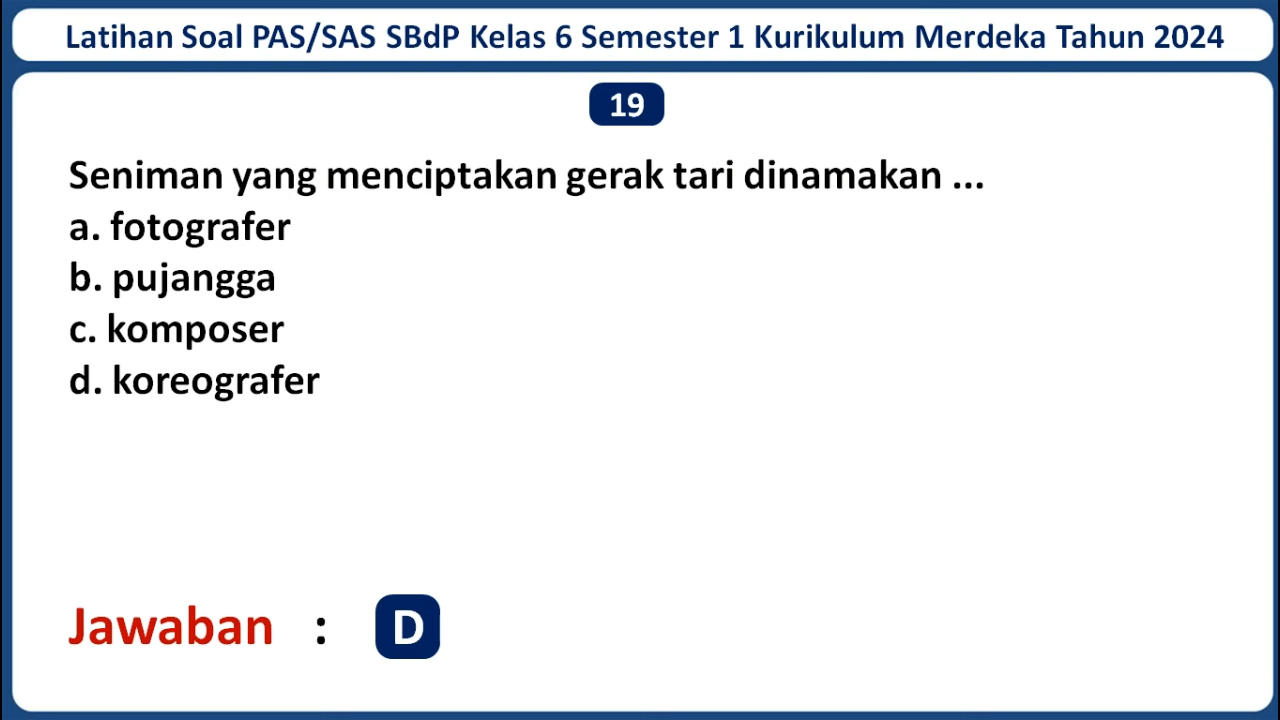 Latihan Soal PAS/SAS SBdP Kelas 6 Semester 1 Kurikulum Merdeka Tahun 2024
19
Seniman yang menciptakan gerak tari dinamakan ...
a. fotografer
b. pujangga
c. komposer
d. koreografer
Jawaban : D